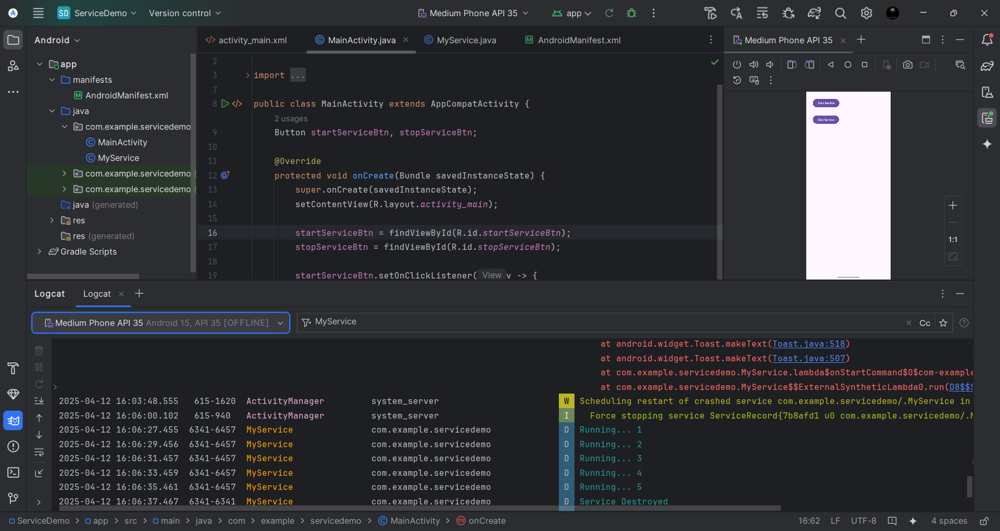 SD ServiceDemo Version control Medium Phone API 35 app
Android
app
manifests
AndroidManifest.xml
java
com.example.servicedemo
MainActivity
MyService
com.example.servicedemo (
com.example.servicedemo (
java (generated)
res
res (generated)
Gradle Scripts
activity_main.xml MainActivity.java MyService.java AndroidManifest.xml
2
3 import ...
7
8 public class MainActivity extends AppCompatActivity {
2 usages
9 Button startServiceBtn, stopServiceBtn;
10
11 @Override
12 protected void onCreate(Bundle savedInstanceState) {
13 super.onCreate(savedInstanceState);
14 setContentView(R.layout.activity_main);
15
16 startServiceBtn = findViewById(R.id.startServiceBtn);
17 stopServiceBtn = findViewById(R.id.stopServiceBtn);
18
19 startServiceBtn.setOnClickListener( View v -> {
Medium Phone API 35
Start Service
Stop Service
1:1
Logcat Logcat
Medium Phone API 35 Android 15, API 35 [OFFLINE] MyService Cc
at android.widget.Toast.makeText(Toast.java:518)
at android.widget.Toast.makeText(Toast.java:507)
at com.example.servicedemo.MyService.lambda$onStartCommand$0$com-example
at com.example.servicedemo.MyService$$ExternalSyntheticLambda0.run(D8$$S
2025-04-12 16:03:48.555 615-1620 ActivityManager system_server W Scheduling restart of crashed service com.example.servicedemo/.MyService in
2025-04-12 16:06:00.102 615-940 ActivityManager system_server I Force stopping service ServiceRecord{7b8afd1 u0 com.example.servicedemo/.M
2025-04-12 16:06:27.455 6341-6457 MyService com.example.servicedemo D Running... 1
2025-04-12 16:06:29.456 6341-6457 MyService com.example.servicedemo D Running... 2
2025-04-12 16:06:31.457 6341-6457 MyService com.example.servicedemo D Running... 3
2025-04-12 16:06:33.459 6341-6457 MyService com.example.servicedemo D Running... 4
2025-04-12 16:06:35.461 6341-6457 MyService com.example.servicedemo D Running... 5
2025-04-12 16:06:37.467 6341-6341 MyService com.example.servicedemo D Service Destroyed
ServiceDemo > app > src > main > java > com > example > servicedemo > MainActivity > onCreate 16:62 LF UTF-8 4 spaces